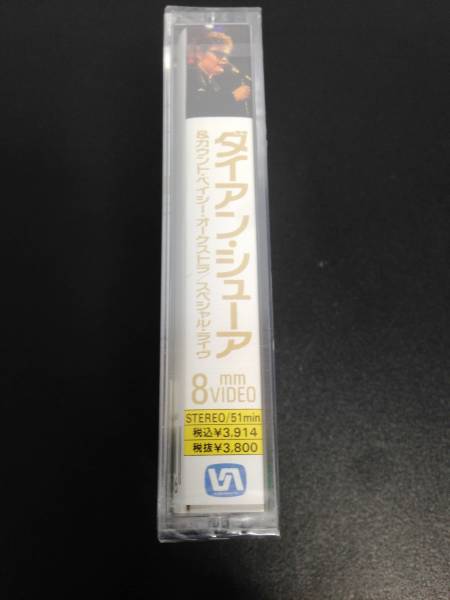 ダイアン・シューア
&カウント・ベイシー・オーケストラ/スペシャル・ライヴ
8mm VIDEO
STEREO/51min
税込¥3,914
税抜¥3,800